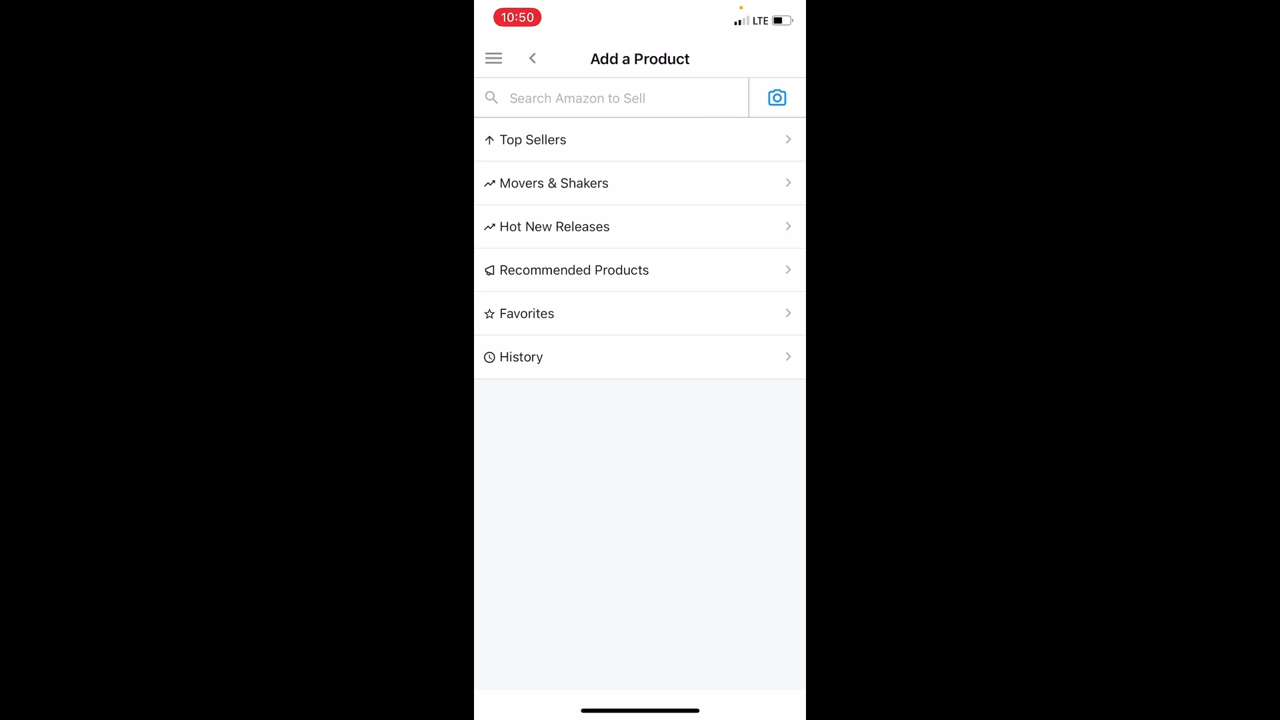 10:50
LTE
Add a Product
Search Amazon to Sell
Top Sellers
Movers & Shakers
Hot New Releases
Recommended Products
Favorites
History